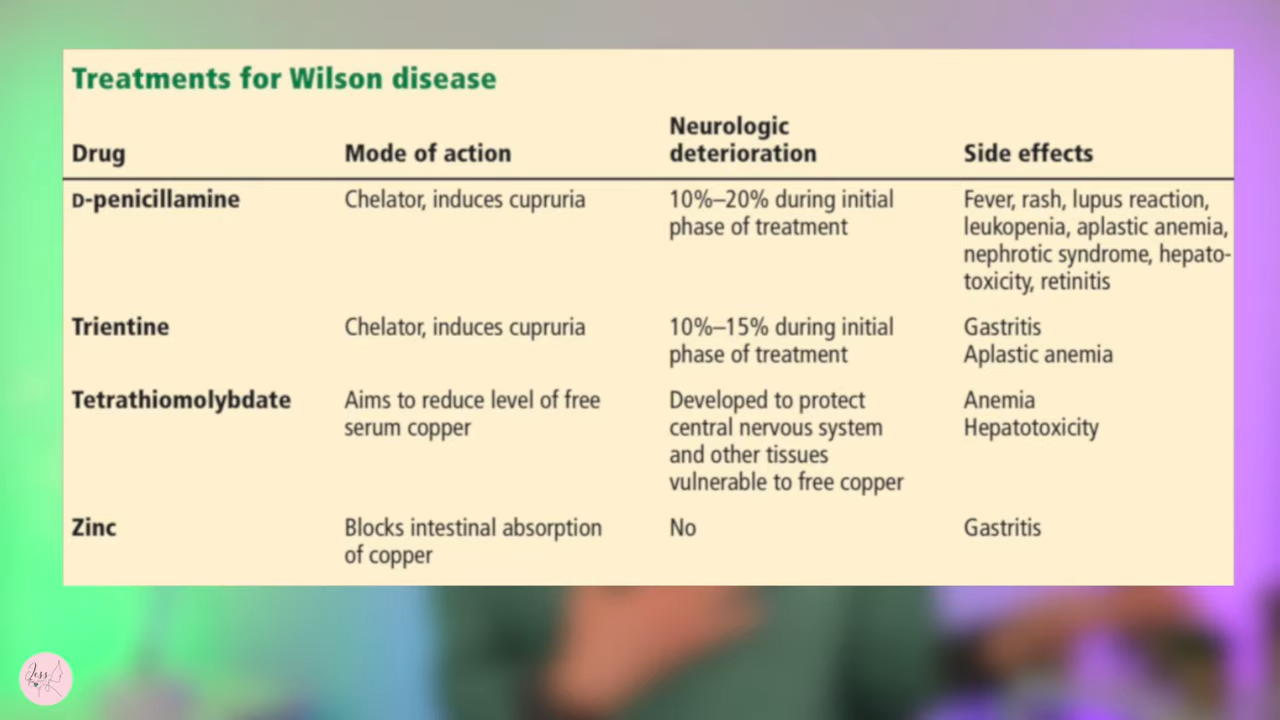 Treatments for Wilson disease
Drug
Mode of action
Neurologic
deterioration
Side effects
D-penicillamine
Chelator, induces cupruria
10%–20% during initial
phase of treatment
Fever, rash, lupus reaction,
leukopenia, aplastic anemia,
nephrotic syndrome, hepato-
toxicity, retinitis
Trientine
Chelator, induces cupruria
10%–15% during initial
phase of treatment
Gastritis
Aplastic anemia
Tetrathiomolybdate
Aims to reduce level of free
serum copper
Developed to protect
central nervous system
and other tissues
vulnerable to free copper
Anemia
Hepatotoxicity
Zinc
Blocks intestinal absorption
of copper
No
Gastritis
Jess